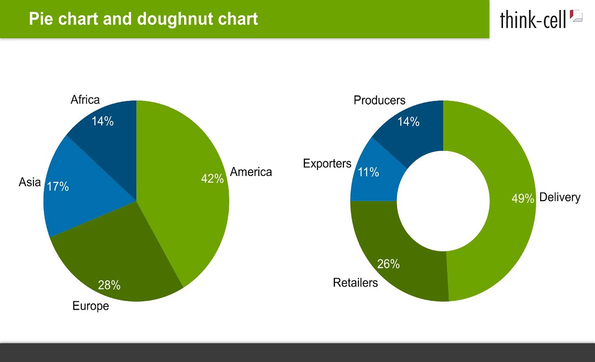 Pie chart and doughnut chart
think-cell
Africa
14%
America
42%
Asia
17%
28%
Europe
Producers
14%
Exporters
11%
49%
Delivery
26%
Retailers